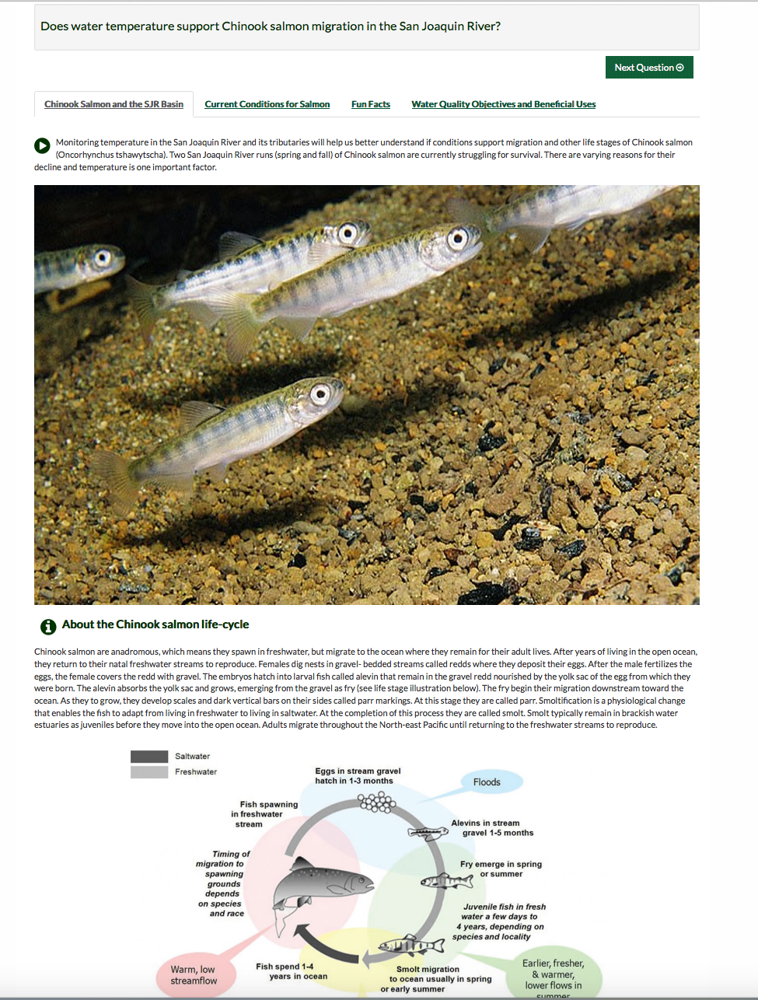 Does water temperature support Chinook salmon migration in the San Joaquin River?
Next Question
Chinook Salmon and the SJR Basin
Current Conditions for Salmon
Fun Facts
Water Quality Objectives and Beneficial Uses
Monitoring temperature in the San Joaquin River and its tributaries will help us better understand if conditions support migration and other life stages of Chinook salmon
(Oncorhynchus tshawytscha). Two San Joaquin River runs (spring and fall) of Chinook salmon are currently struggling for survival. There are varying reasons for their
decline and temperature is one important factor.
About the Chinook salmon life-cycle
Chinook salmon are anadromous, which means they spawn in freshwater, but migrate to the ocean where they remain for their adult lives. After years of living in the open ocean,
they return to their natal freshwater streams to reproduce. Females dig nests in gravel- bedded streams called redds where they deposit their eggs. After the male fertilizes the
eggs, the female covers the redd with gravel. The embryos hatch into larval fish called alevin that remain in the gravel redd nourished by the yolk sac of the egg from which they
were born. The alevin absorbs the yolk sac and grows, emerging from the gravel as fry (see life stage illustration below). The fry begin their migration downstream toward the
ocean. As they to grow, they develop scales and dark vertical bars on their sides called parr markings. At this stage they are called parr. Smoltification is a physiological change
that enables the fish to adapt from living in freshwater to living in saltwater. At the completion of this process they are called smolt. Smolt typically remain in brackish water
estuaries as juveniles before they move into the open ocean. Adults migrate throughout the North-east Pacific until returning to the freshwater streams to reproduce.
Saltwater
Freshwater
Eggs in stream gravel
hatch in 1-3 months
Floods
Fish spawning
in freshwater
stream
Alevins in stream
gravel 1-5 months
Timing of
migration to
spawning
grounds
depends
on species
and race
Fry emerge in spring
or summer
Juvenile fish in fresh
water a few days to
4 years, depending on
species and locality
Warm, low
streamflow
Fish spend 1-4
years in ocean
Smolt migration
to ocean usually in spring
or early summer
Earlier, fresher,
& warmer,
lower flows in
summer